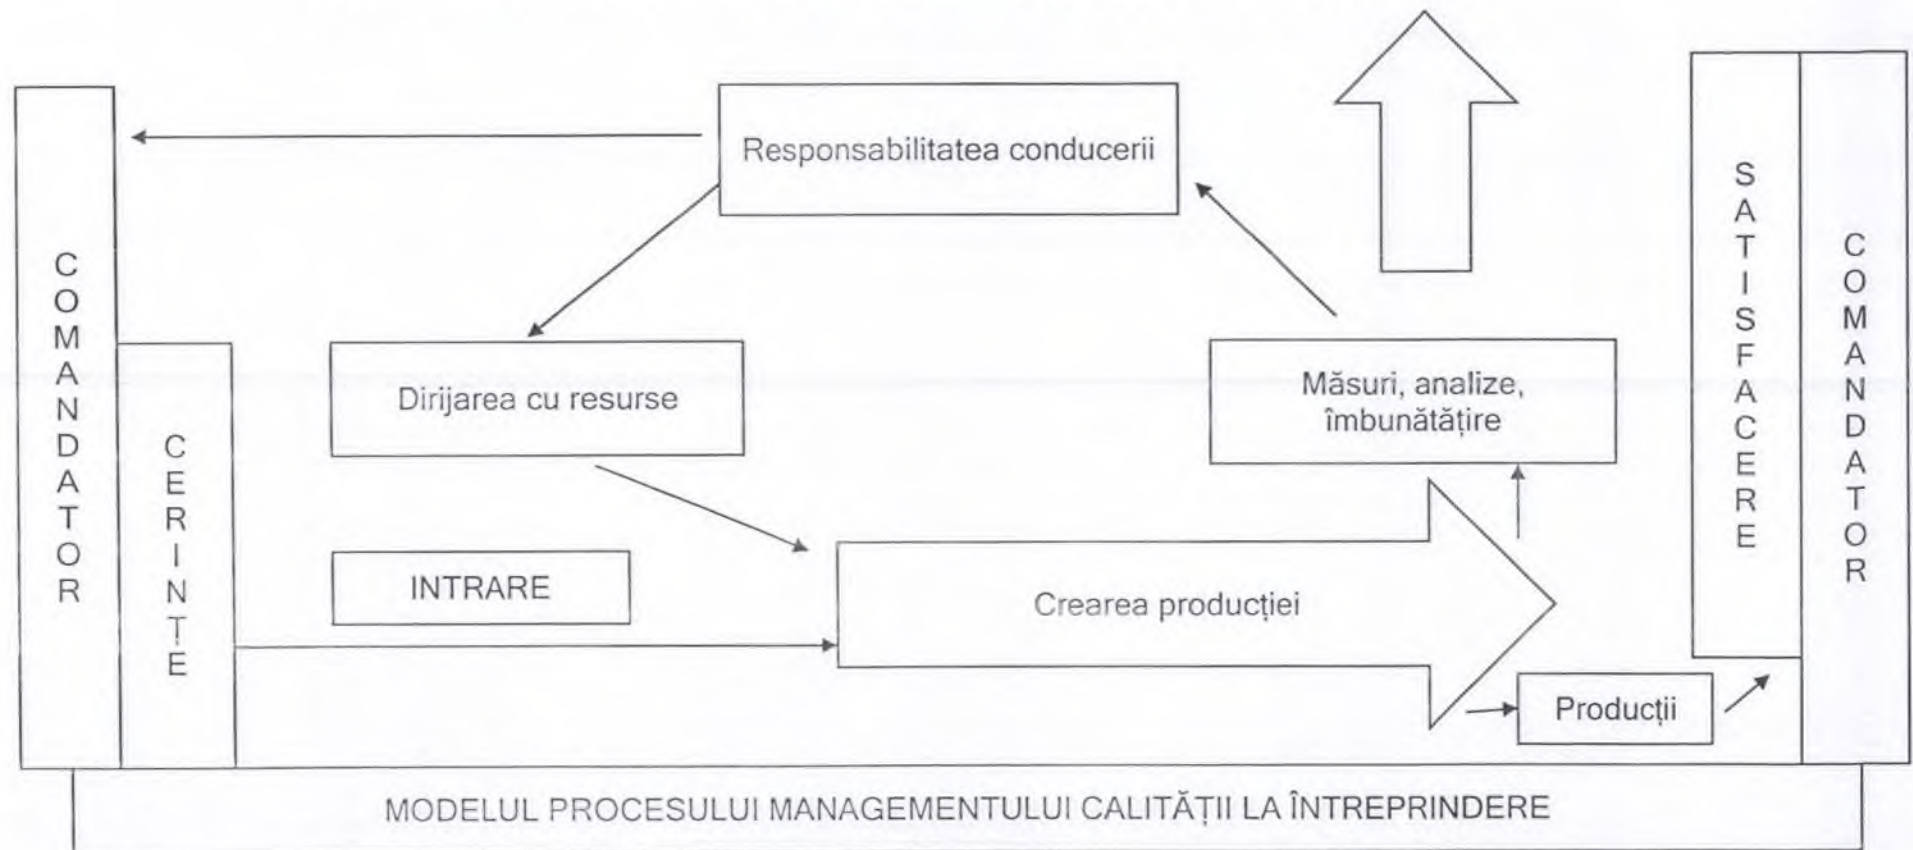 Responsabilitatea conducerii
COMANDATOR
CERINȚE
Dirijarea cu resurse
Măsuri, analize,
îmbunătățire
SATISFACERE
COMANDATOR
INTRARE
Crearea producției
Producții
MODELUL PROCESULUI MANAGEMENTULUI CALITĂȚII LA ÎNTREPRINDERE